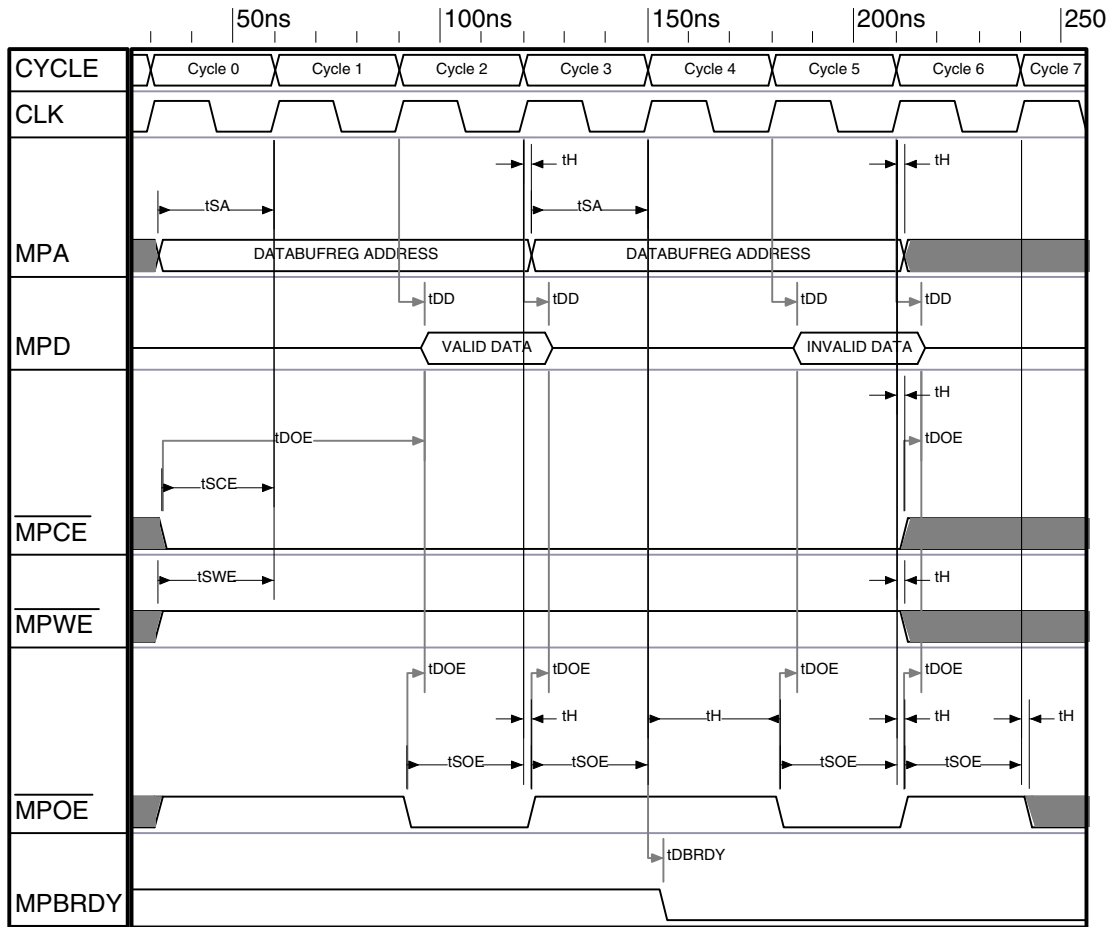 50ns 100ns 150ns 200ns 250
CYCLE Cycle 0 Cycle 1 Cycle 2 Cycle 3 Cycle 4 Cycle 5 Cycle 6 Cycle 7
CLK
tH tH
tSA tSA
MPA DATABUFREG ADDRESS DATABUFREG ADDRESS
tDD tDD tDD tDD
MPD VALID DATA INVALID DATA
tH
tDOE tDOE
tSCE
MPCE
tSWE tH
MPWE
tDOE tDOE tDOE tDOE
tH tH tH tH
tSOE tSOE tSOE tSOE
MPOE
tDBRDY
MPBRDY